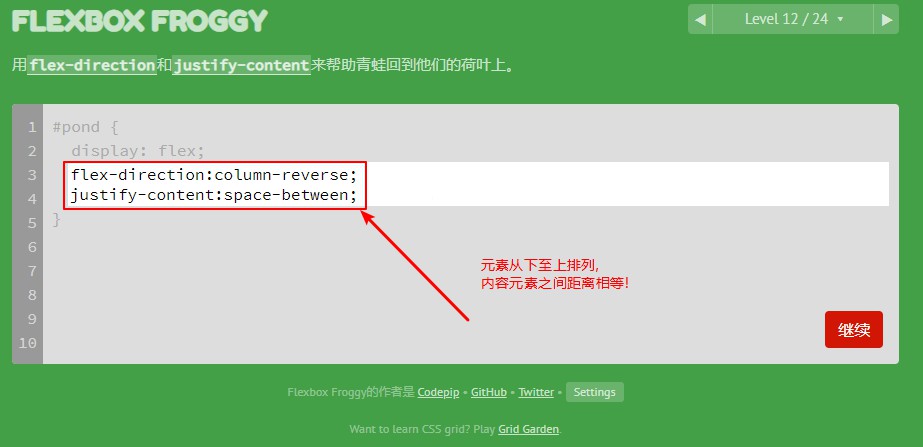 FLEXBOX FROGGY
◀ Level 12 / 24 ▼ ▶
用flex-direction和justify-content来帮助青蛙回到他们的荷叶上。
1 #pond {
2 display: flex;
3 flex-direction:column-reverse;
4 justify-content:space-between;
5 }
6
7
8
9
10
元素从下至上排列,
内容元素之间距离相等!
继续
Flexbox Froggy的作者是 Codepip • GitHub • Twitter • Settings
Want to learn CSS grid? Play Grid Garden.